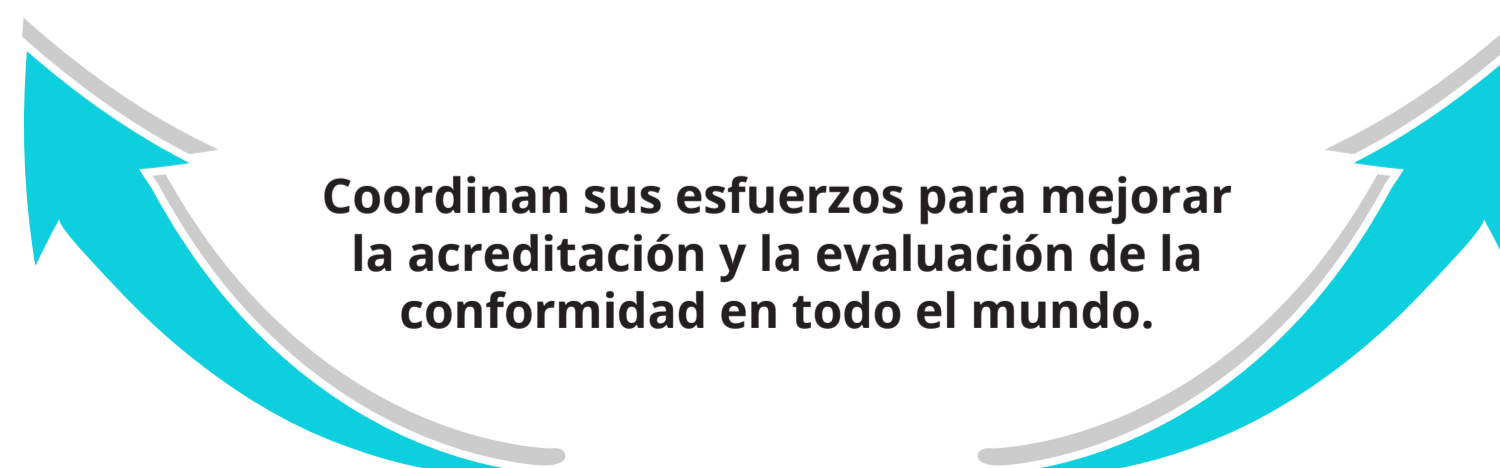 Coordinan sus esfuerzos para mejorar
la acreditación y la evaluación de la
conformidad en todo el mundo.